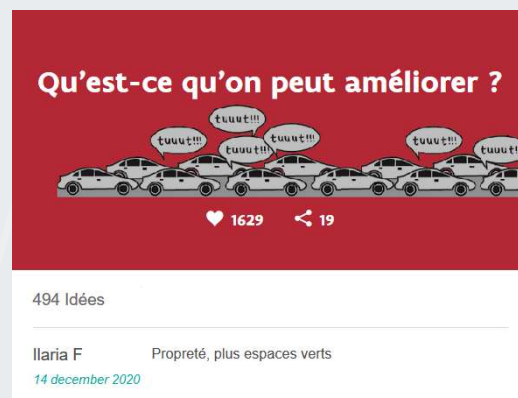 Qu'est-ce qu'on peut améliorer ?
tuuut!!!
tuuut!!! tuuut!!! tuuut!!!
tuuut!!! tuuut!
1629 19
494 Idées
Ilaria F Propreté, plus espaces verts
14 december 2020